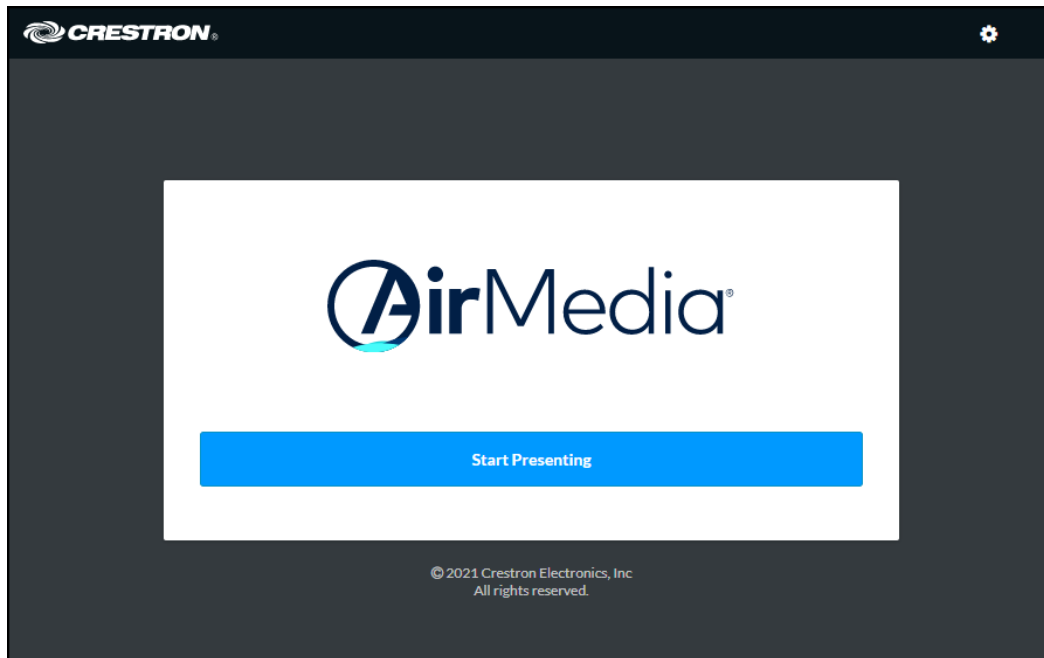 CRESTRON®
AirMedia®
Start Presenting
© 2021 Crestron Electronics, Inc
All rights reserved.